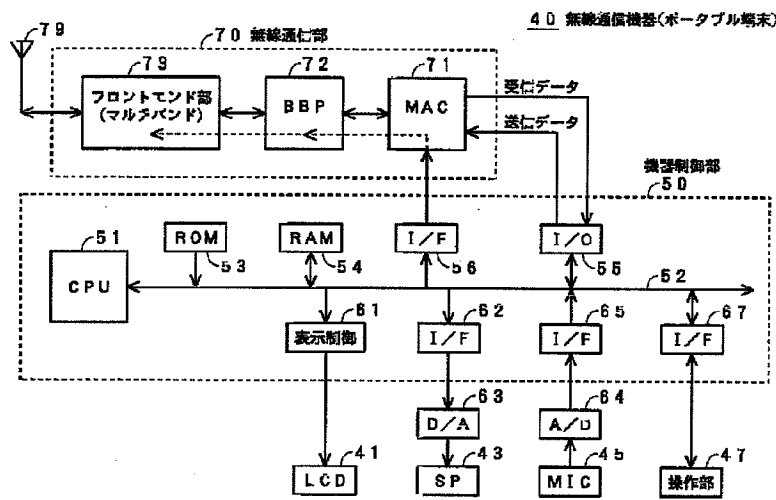 40 無線通信機器(ポータブル端末)
79
70 無線通信部
73
72
71
フロントモンド部
(マルチバンド)
BBP
MAC
受信データ
送信データ
機器制御部
50
51
CPU
ROM
53
RAM
54
I/F
56
I/O
55
52
61
表示制御
62
I/F
65
I/F
67
I/F
63
D/A
64
A/D
41
LCD
43
SP
45
MIC
47
操作部